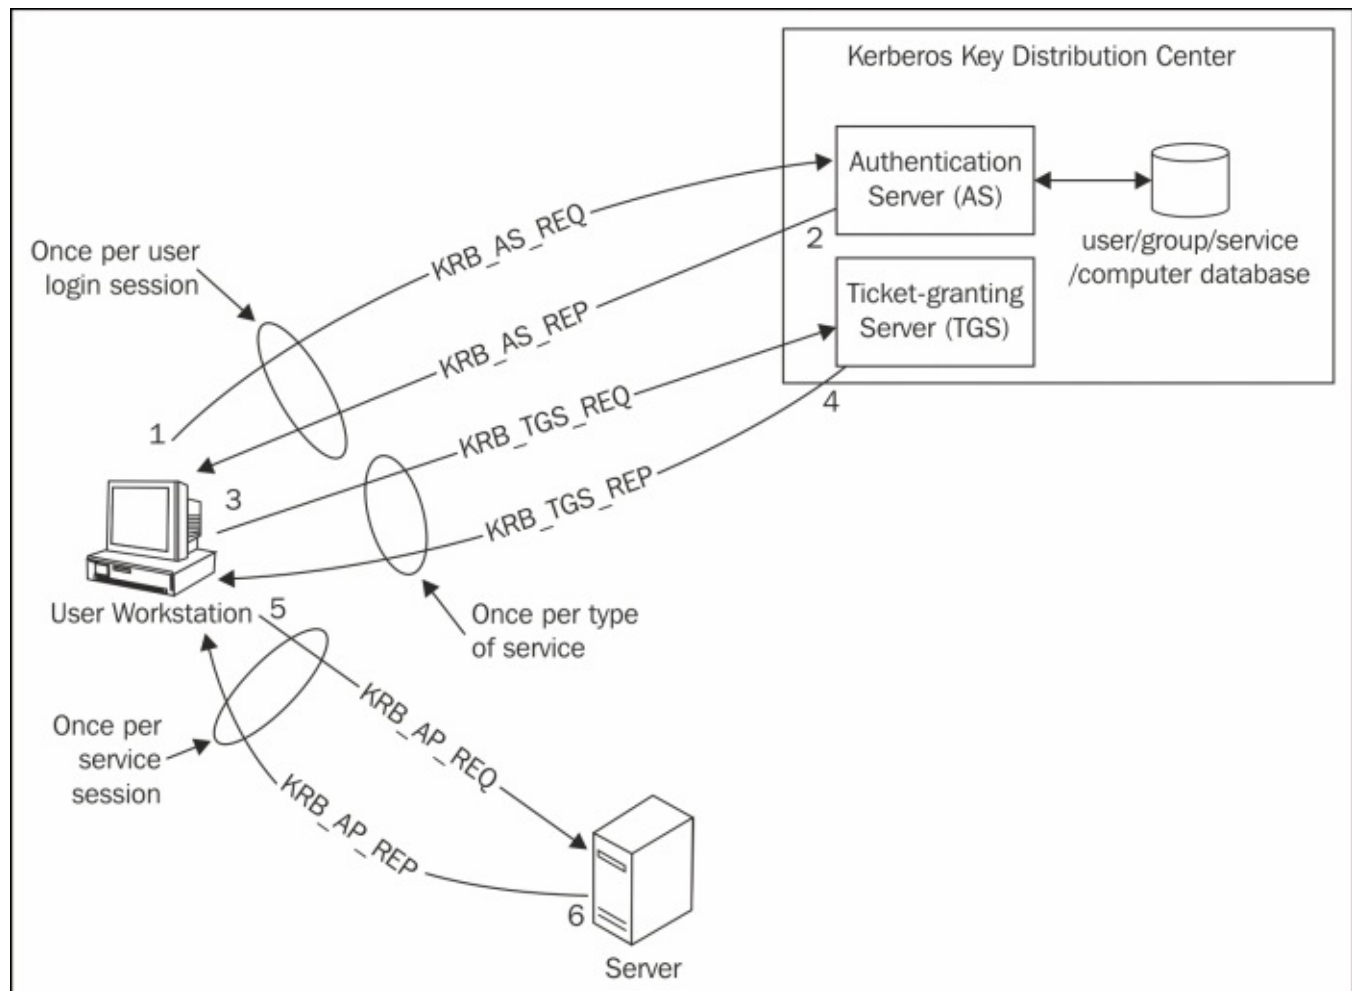 Kerberos Key Distribution Center
Authentication
Server (AS)
2
user/group/service
/computer database
Ticket-granting
Server (TGS)
4
Once per user
login session
KRB_AS_REQ
KRB_AS_REP
1
KRB_TGS_REQ
3
KRB_TGS_REP
User Workstation
5
Once per type
of service
Once per
service
session
KRB_AP_REQ
KRB_AP_REP
6
Server